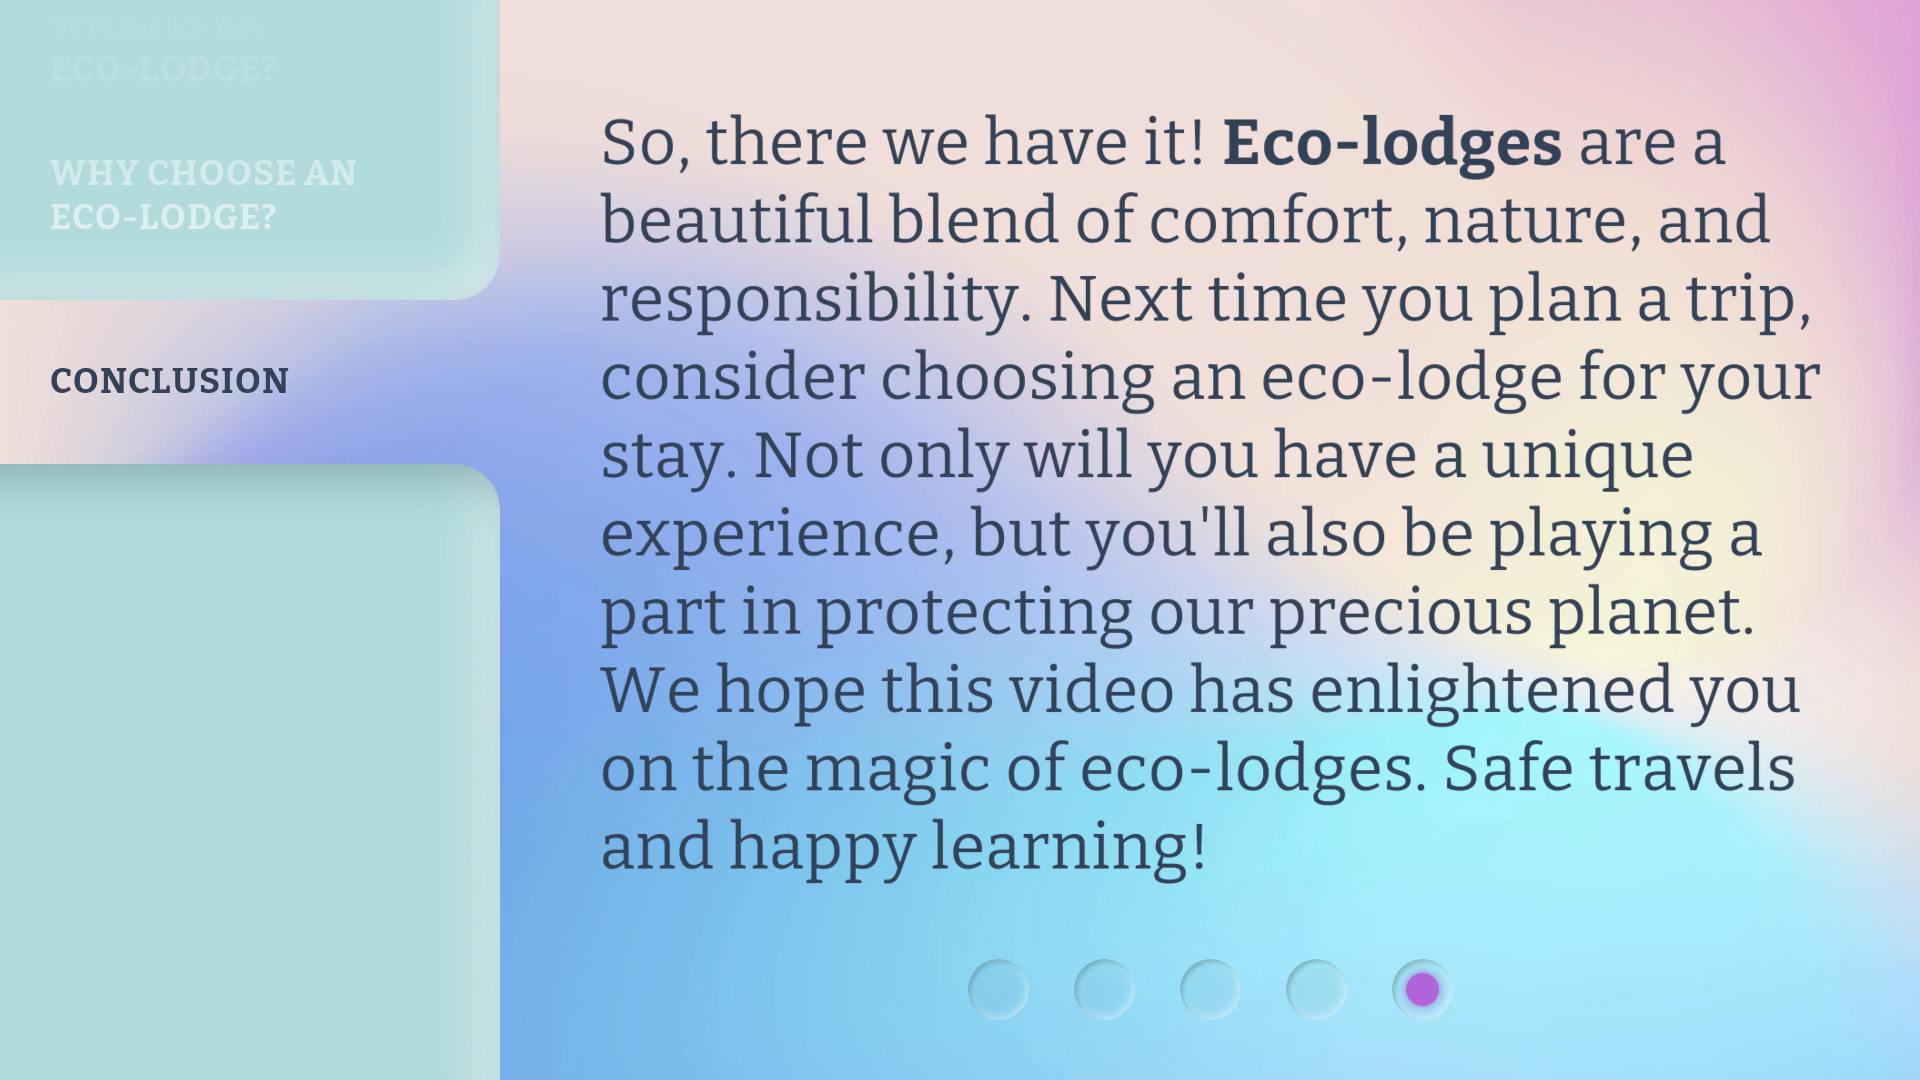 WHAT IS AN
ECO-LODGE?
WHY CHOOSE AN
ECO-LODGE?
CONCLUSION
So, there we have it! Eco-lodges are a
beautiful blend of comfort, nature, and
responsibility. Next time you plan a trip,
consider choosing an eco-lodge for your
stay. Not only will you have a unique
experience, but you'll also be playing a
part in protecting our precious planet.
We hope this video has enlightened you
on the magic of eco-lodges. Safe travels
and happy learning!